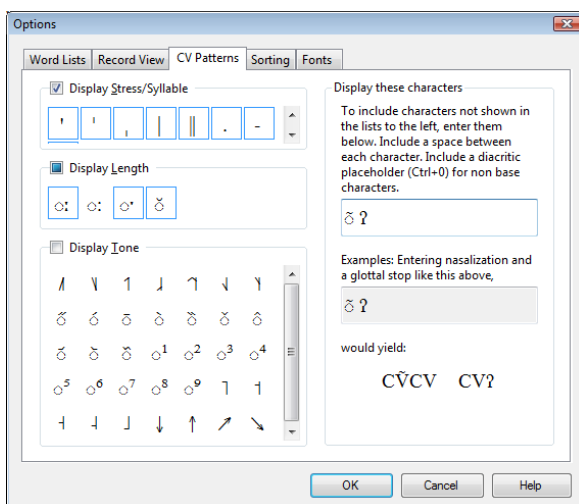 Options
Word Lists Record View CV Patterns Sorting Fonts
Display Stress/Syllable
ˈ ˌ | ‖ . -
Display Length
◌ː ◌: ◌ˑ ◌̆
Display Tone
◌̋ ◌́ ◌̄ ◌̀ ◌̏ ◌̌ ◌̂
◌¹ ◌² ◌³ ◌⁴
◌⁵ ◌⁶ ◌⁷ ◌⁸ ◌⁹ ˥ ˦
˧ ˨ ˩ ↓ ↑ ↗ ↘
Display these characters
To include characters not shown in
the lists to the left, enter them
below. Include a space between
each character. Include a diacritic
placeholder (Ctrl+0) for non base
characters.
◌̃ ʔ
Examples: Entering nasalization and
a glottal stop like this above,
◌̃ ʔ
would yield:
CṼCV CVʔ
OK Cancel Help